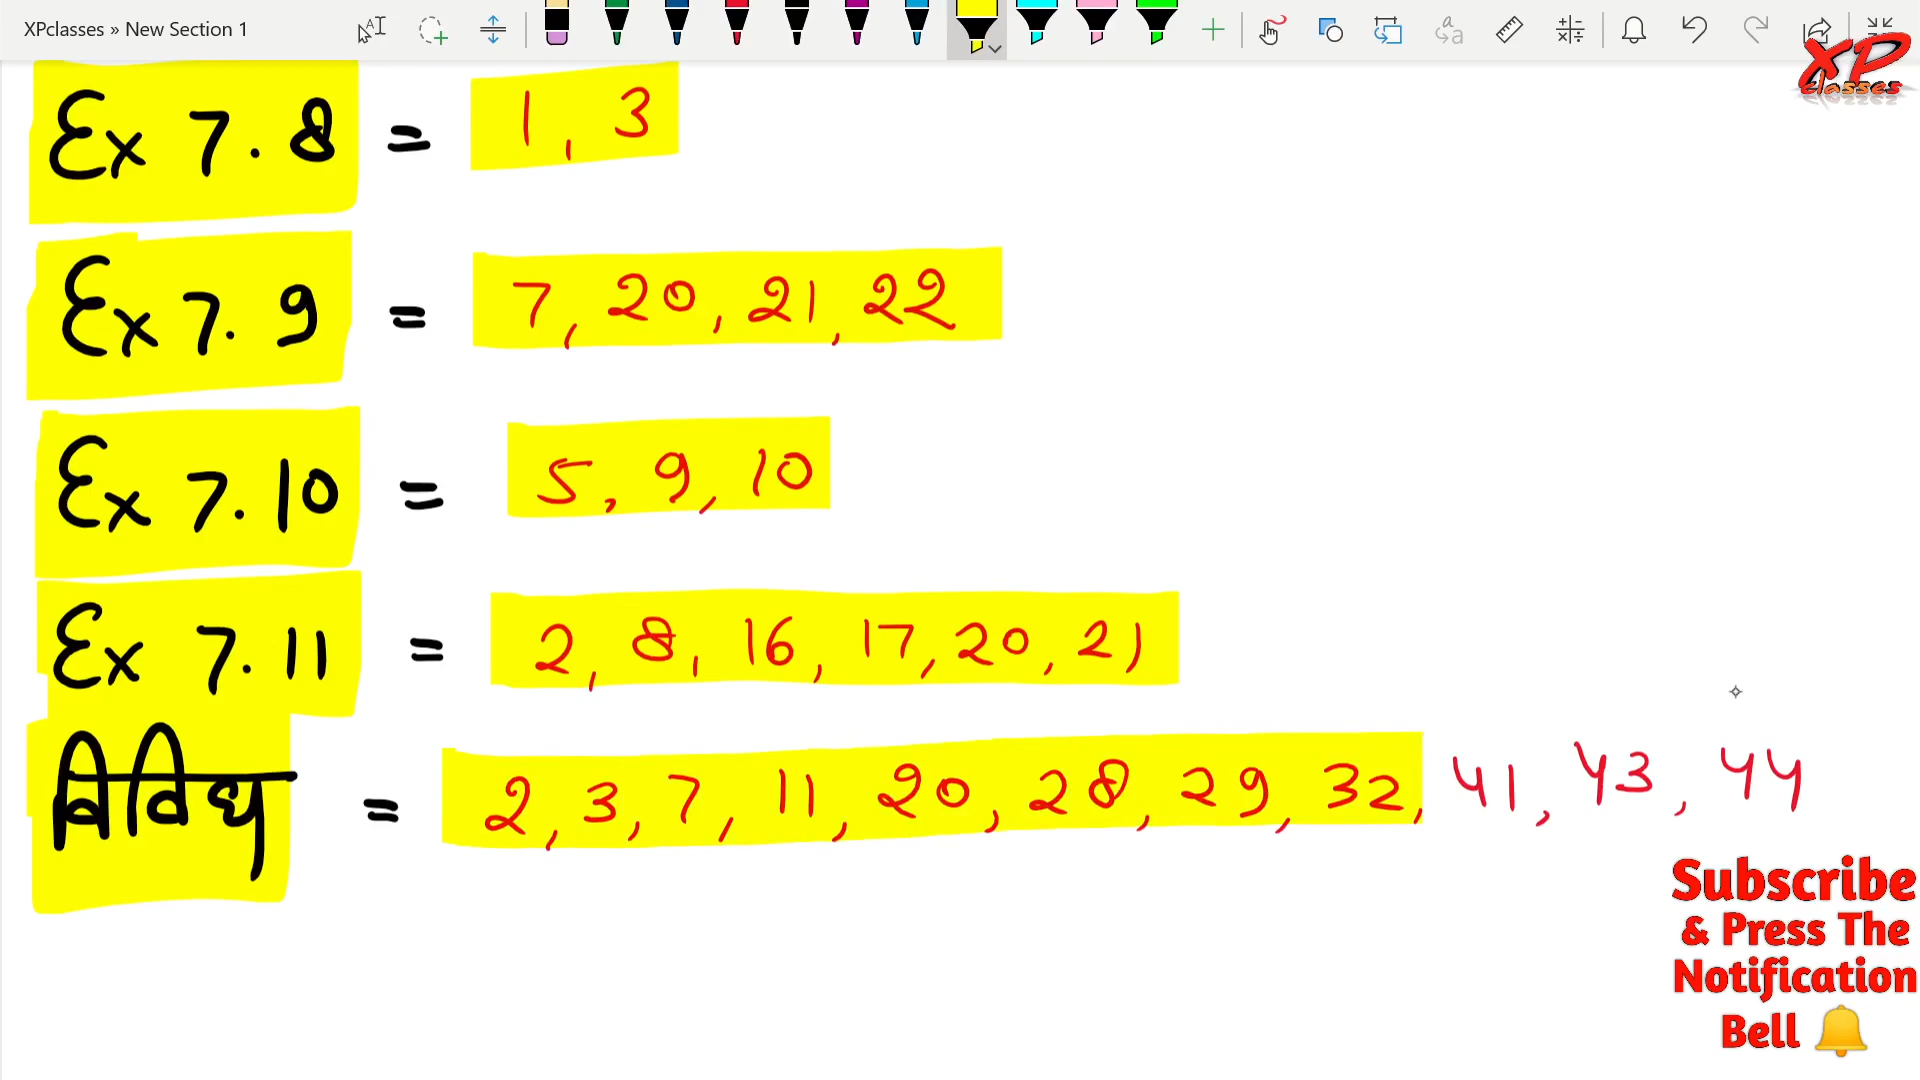 XPclasses » New Section 1
XP
classes
Ex 7.8 = 1, 3
Ex 7.9 = 7, 20, 21, 22
Ex 7.10 = 5, 9, 10
Ex 7.11 = 2, 8, 16, 17, 20, 21
विविध = 2, 3, 7, 11, 20, 28, 29, 32, 41, 43, 44
Subscribe
& Press The
Notification
Bell